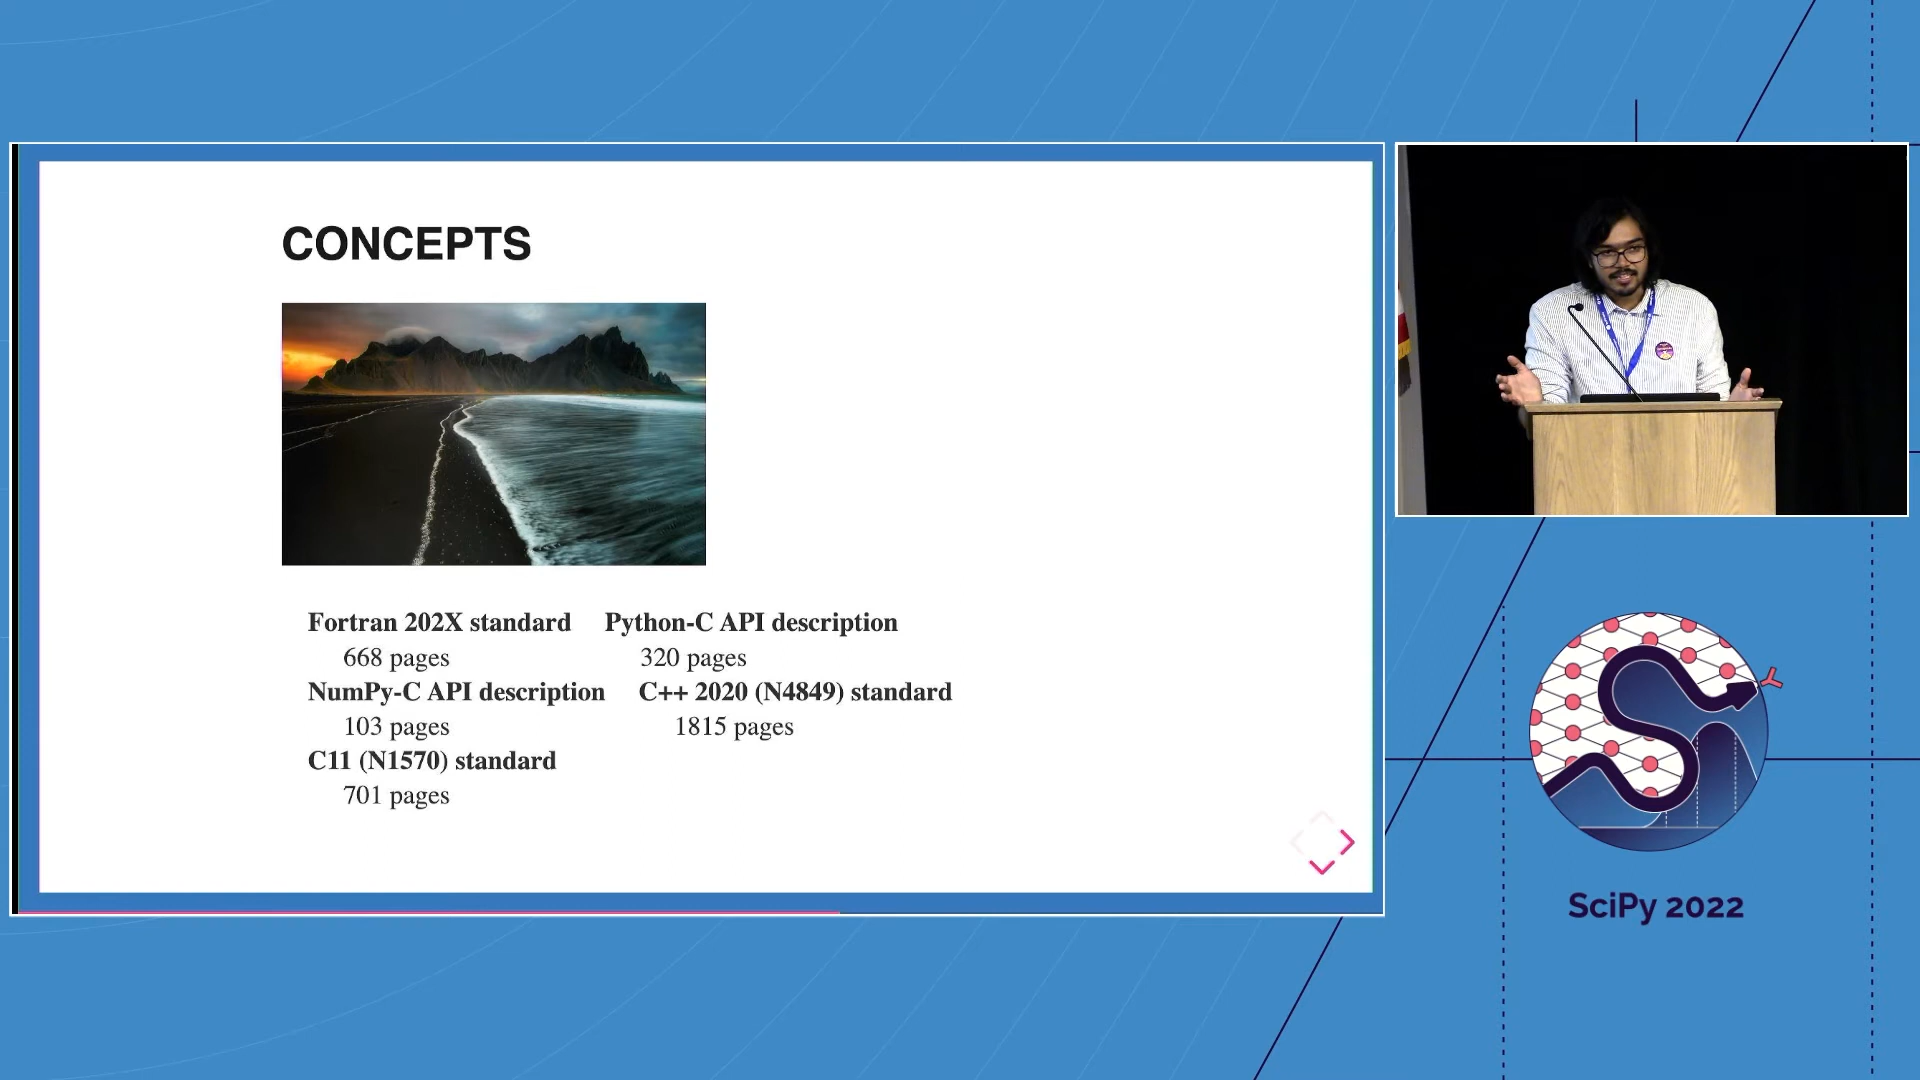 CONCEPTS
Fortran 202X standard Python-C API description
668 pages 320 pages
NumPy-C API description C++ 2020 (N4849) standard
103 pages 1815 pages
C11 (N1570) standard
701 pages
SciPy 2022